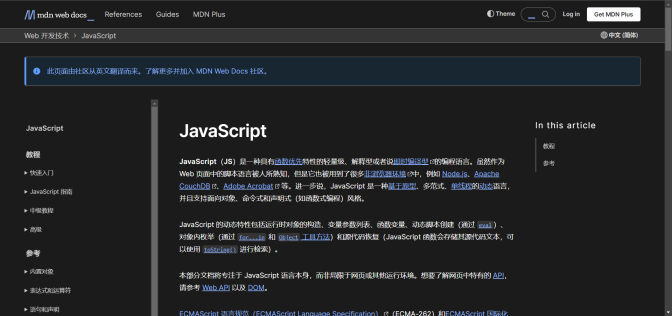 mdn web docs_ References Guides MDN Plus Theme Log in Get MDN Plus
Web 开发技术 > JavaScript 中文 (简体)
此页面由社区从英文翻译而来。了解更多并加入 MDN Web Docs 社区。
JavaScript
教程
快速入门
JavaScript 指南
中级教程
高级
参考
内置对象
表达式和运算符
语句和声明
JavaScript
JavaScript（JS）是一种具有函数优先特性的轻量级、解释型或者说即时编译型的编程语言。虽然作为
Web 页面中的脚本语言被人所熟知，但是它也被用到了很多非浏览器环境中，例如 Node.js、Apache
CouchDB、Adobe Acrobat 等。进一步说，JavaScript 是一种基于原型、多范式、单线程的动态语言，
并且支持面向对象、命令式和声明式（如函数式编程）风格。
JavaScript 的动态特性包括运行时对象的构造、变量参数列表、函数变量、动态脚本创建（通过 eval）、
对象内枚举（通过 for...in 和 Object 工具方法）和源代码恢复（JavaScript 函数会存储其源代码文本，可
以使用 toString() 进行检索）。
本部分文档将专注于 JavaScript 语言本身，而非局限于网页或其他运行环境。想要了解网页中特有的 API，
请参考 Web API 以及 DOM。
ECMAScript 语言规范（ECMAScript Language Specification）（ECMA-262）和ECMAScript 国际化
In this article
教程
参考